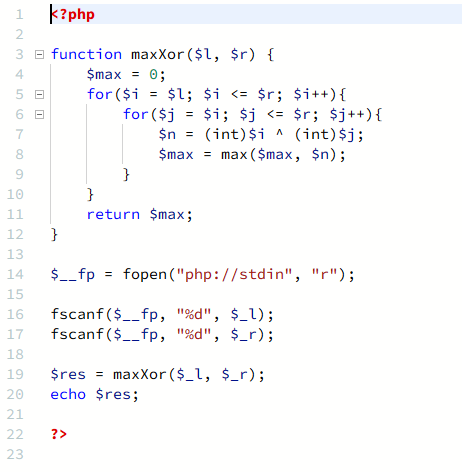 1 <?php
2
3 function maxXor($l, $r) {
4     $max = 0;
5     for($i = $l; $i <= $r; $i++){
6         for($j = $i; $j <= $r; $j++){
7             $n = (int)$i ^ (int)$j;
8             $max = max($max, $n);
9         }
10     }
11     return $max;
12 }
13
14 $__fp = fopen("php://stdin", "r");
15
16 fscanf($__fp, "%d", $_l);
17 fscanf($__fp, "%d", $_r);
18
19 $res = maxXor($_l, $_r);
20 echo $res;
21
22 ?>
23